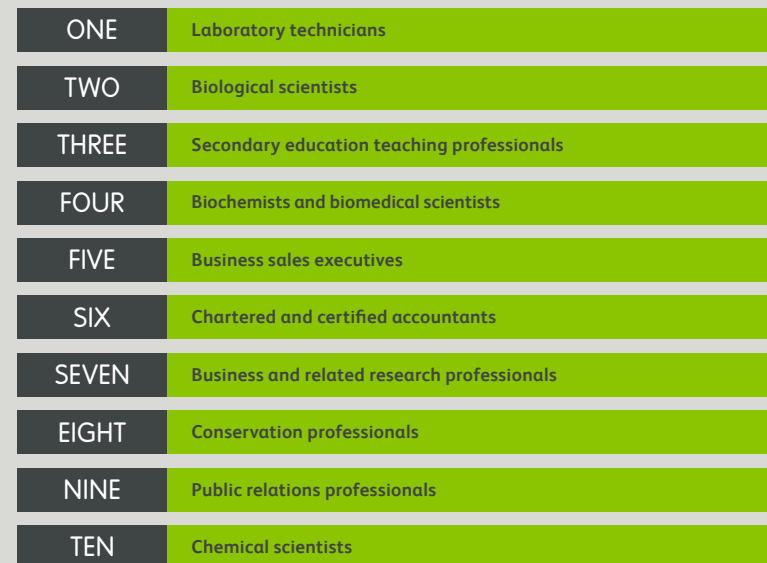 ONE Laboratory technicians
TWO Biological scientists
THREE Secondary education teaching professionals
FOUR Biochemists and biomedical scientists
FIVE Business sales executives
SIX Chartered and certified accountants
SEVEN Business and related research professionals
EIGHT Conservation professionals
NINE Public relations professionals
TEN Chemical scientists